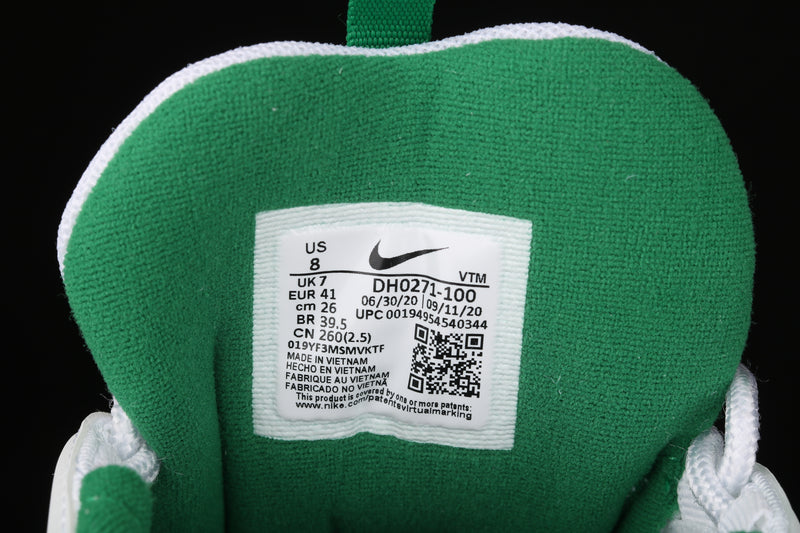 US
8
VTM
UK 7
DH0271-100
EUR 41
06/30/20 | 09/11/20
cm 26
UPC 00194954540344
BR 39.5
CN 260(2.5)
019YF3MSMVKTF
MADE IN VIETNAM
HECHO EN VIETNAM
FABRIQUE AU VIETNAM
FABRICADO NO VIETNÃ
This product is covered by one or more patents:
www.nike.com/patentsvirtualmarking